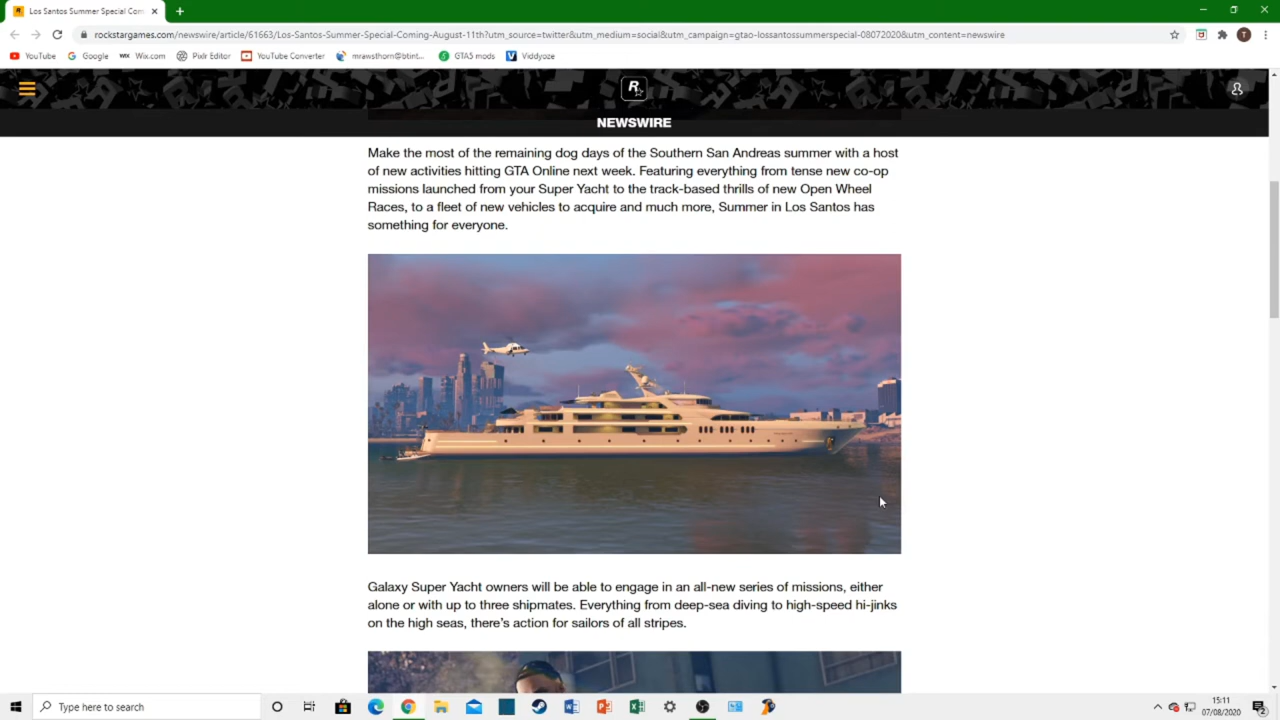 Los Santos Summer Special Com
rockstargames.com/newswire/article/61663/Los-Santos-Summer-Special-Coming-August-11th?utm_source=twitter&utm_medium=social&utm_campaign=gtao-lossantossummerspecial-08072020&utm_content=newswire
YouTube
Google
Wix.com
Pixlr Editor
YouTube Converter
mrawsthorn@btint...
GTA5 mods
Viddyoze
NEWSWIRE
Make the most of the remaining dog days of the Southern San Andreas summer with a host
of new activities hitting GTA Online next week. Featuring everything from tense new co-op
missions launched from your Super Yacht to the track-based thrills of new Open Wheel
Races, to a fleet of new vehicles to acquire and much more, Summer in Los Santos has
something for everyone.
Galaxy Super Yacht owners will be able to engage in an all-new series of missions, either
alone or with up to three shipmates. Everything from deep-sea diving to high-speed hi-jinks
on the high seas, there's action for sailors of all stripes.
Type here to search
15:11
07/08/2020